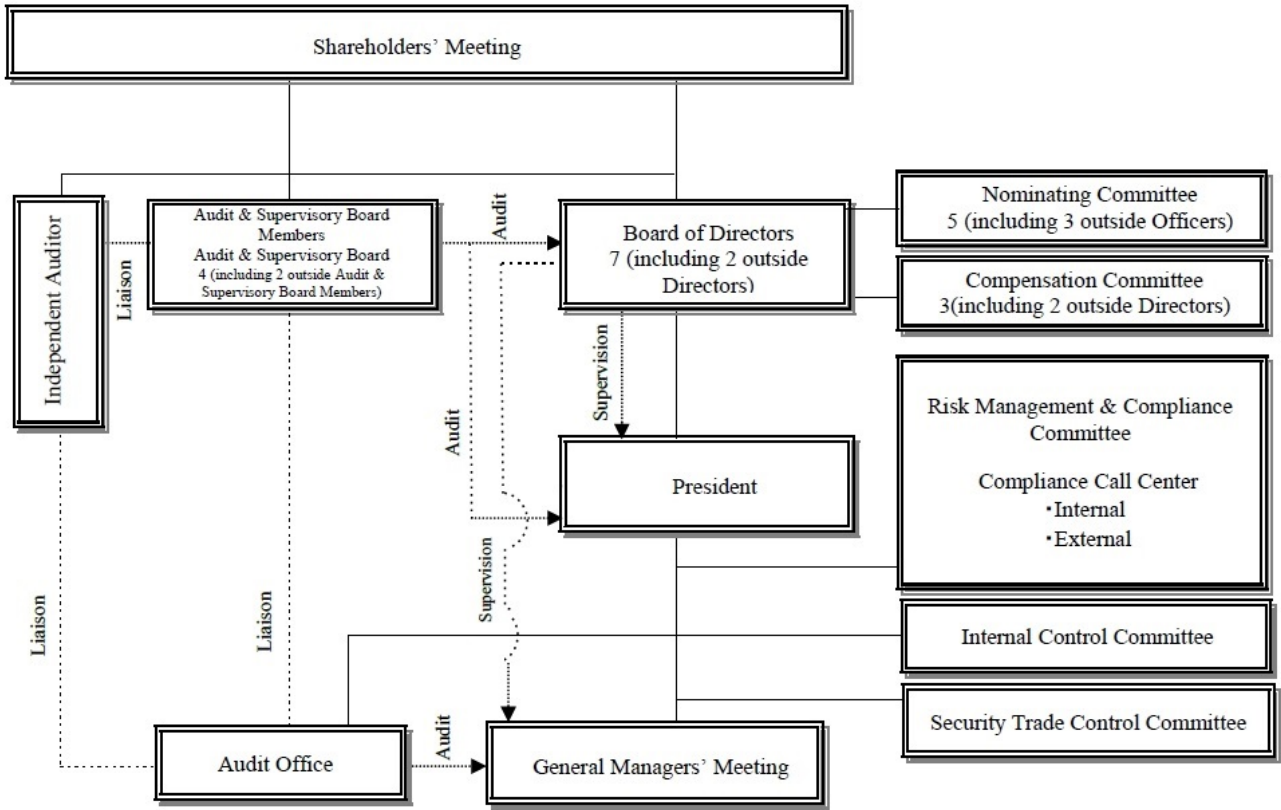 Shareholders’ Meeting
Independent Auditor
Liaison
Audit & Supervisory Board
Members
Audit & Supervisory Board
4 (including 2 outside Audit &
Supervisory Board Members)
Audit
Board of Directors
7 (including 2 outside
Directors)
Nominating Committee
5 (including 3 outside Officers)
Compensation Committee
3(including 2 outside Directors)
Supervision
Audit
President
Risk Management & Compliance
Committee
Compliance Call Center
・Internal
・External
Supervision
Liaison
Liaison
Internal Control Committee
Security Trade Control Committee
Audit Office
Audit
General Managers’ Meeting